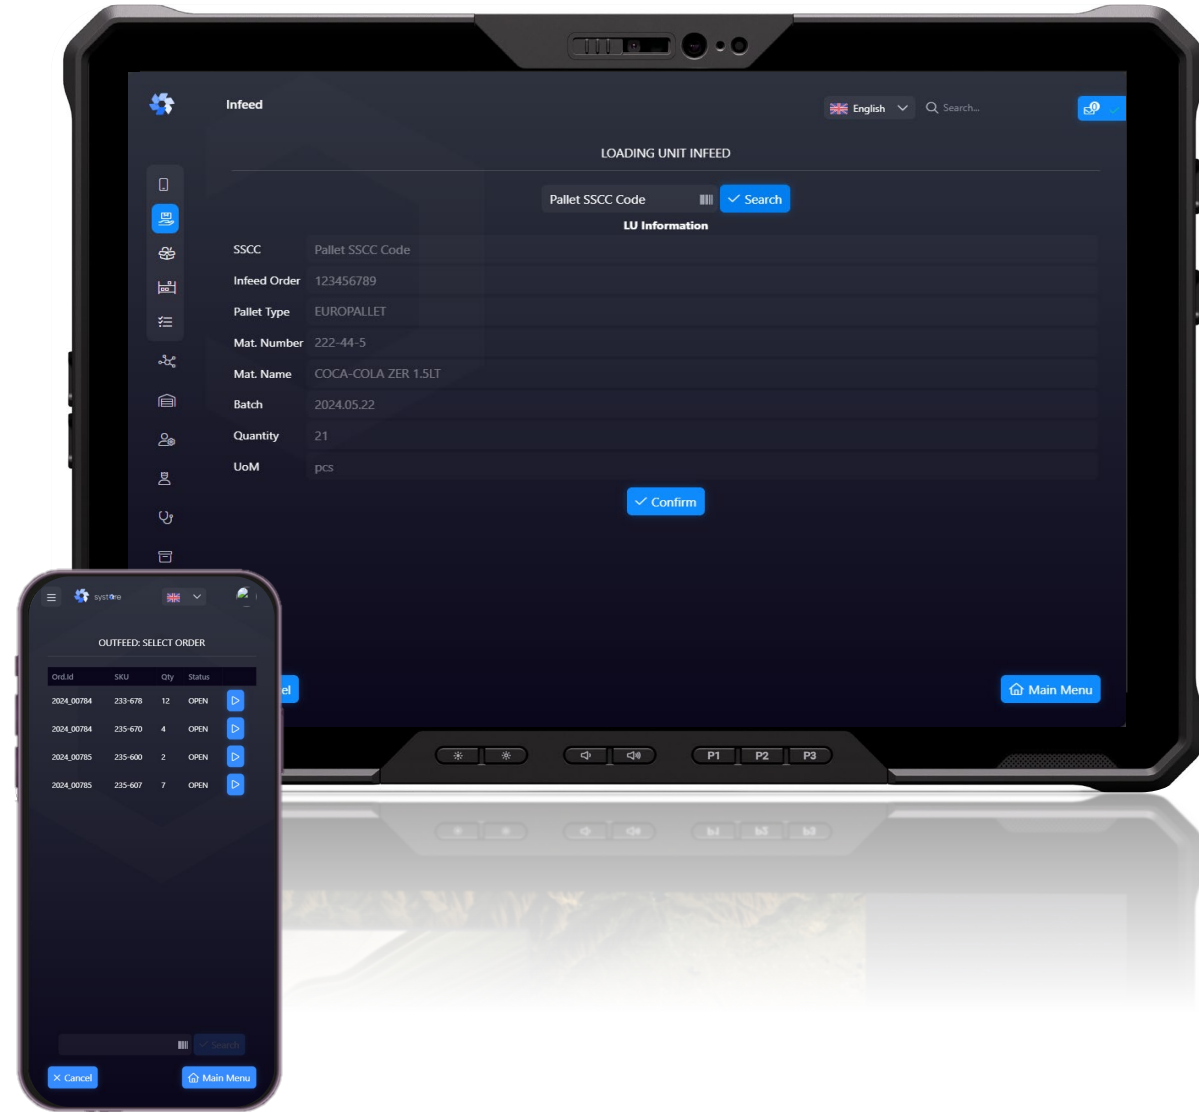 Infeed
English
Search...
0
LOADING UNIT INFEED
Pallet SSCC Code
Search
LU Information
SSCC Pallet SSCC Code
Infeed Order 123456789
Pallet Type EUROPALLET
Mat. Number 222-44-5
Mat. Name COCA-COLA ZER 1.5LT
Batch 2024.05.22
Quantity 21
UoM pcs
Confirm
el
Main Menu
P1 P2 P3
systore
OUTFEED: SELECT ORDER
Ord.Id SKU Qty Status
2024_00784 233-678 12 OPEN
2024_00784 235-670 4 OPEN
2024_00785 235-600 2 OPEN
2024_00785 235-607 7 OPEN
Search
Cancel
Main Menu